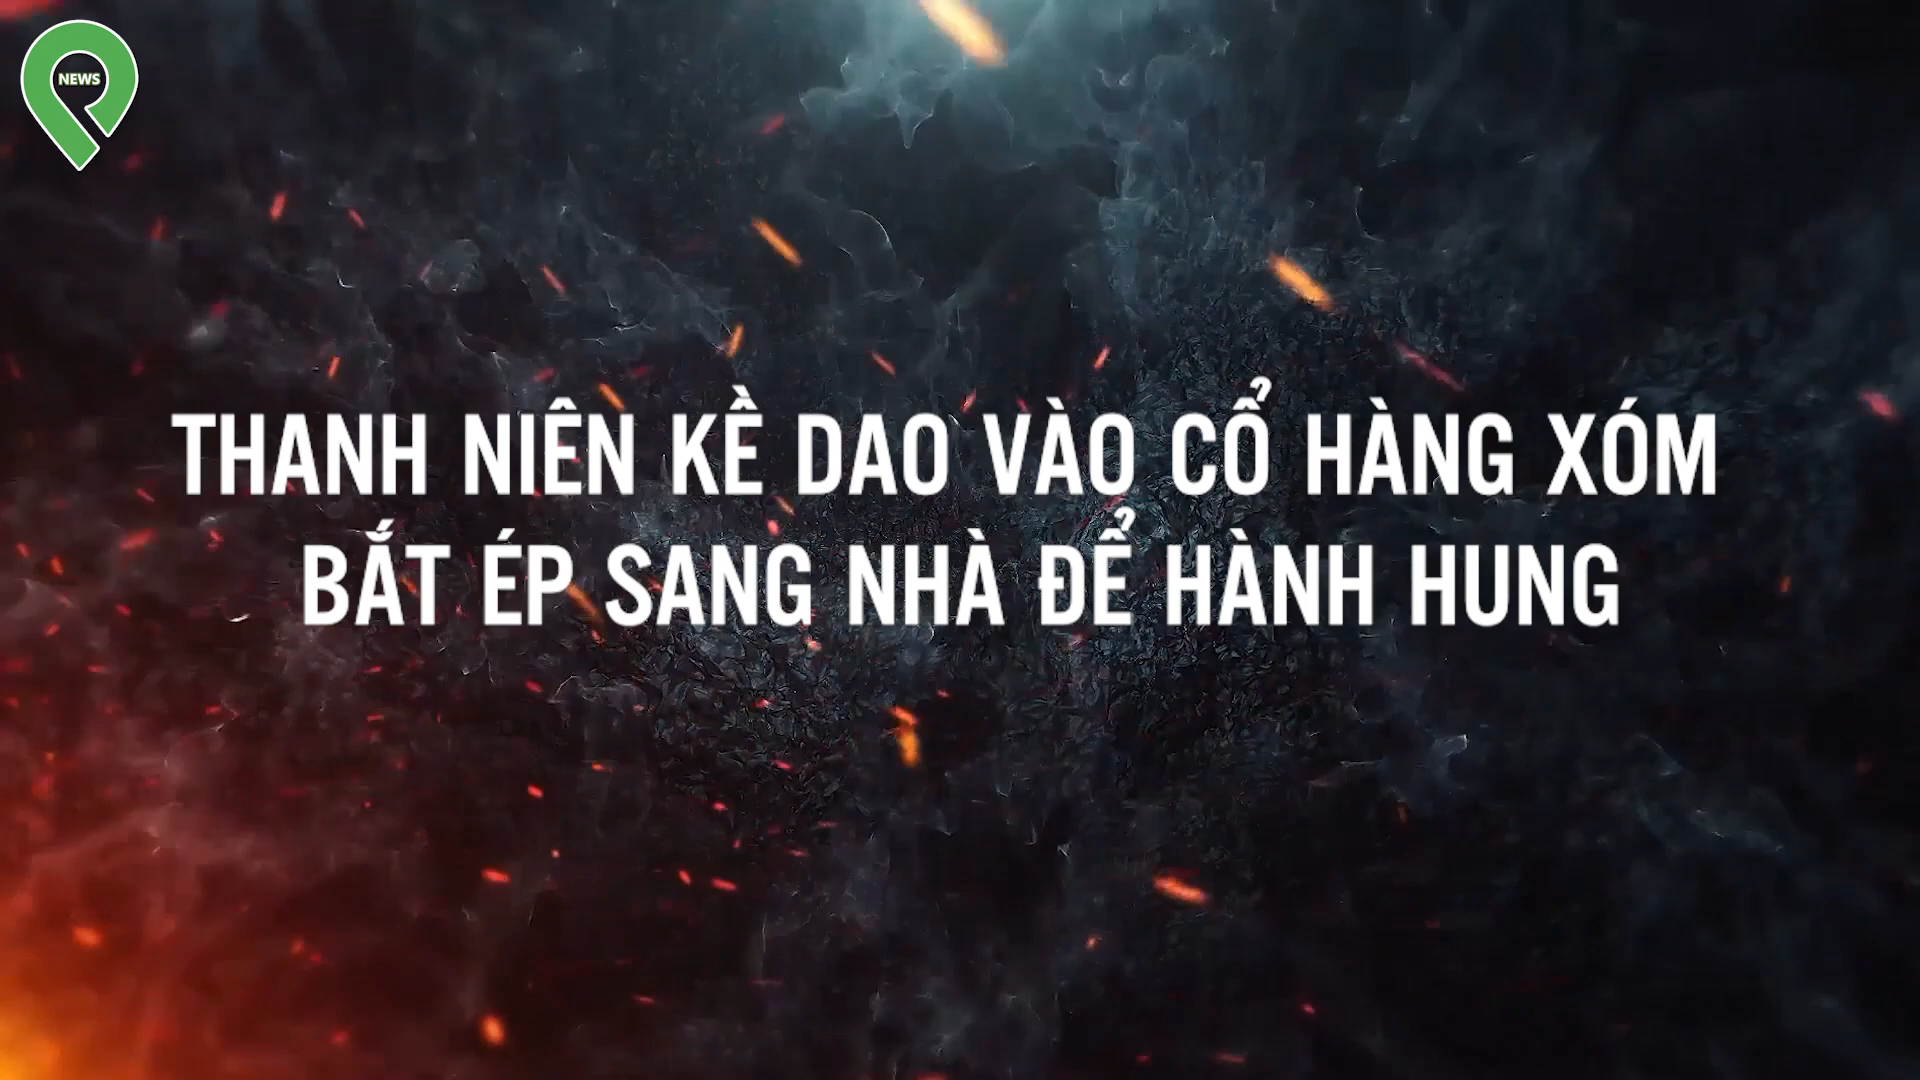 NEWS
THANH NIÊN KỀ DAO VÀO CỔ HÀNG XÓM
BẮT ÉP SANG NHÀ ĐỂ HÀNH HUNG